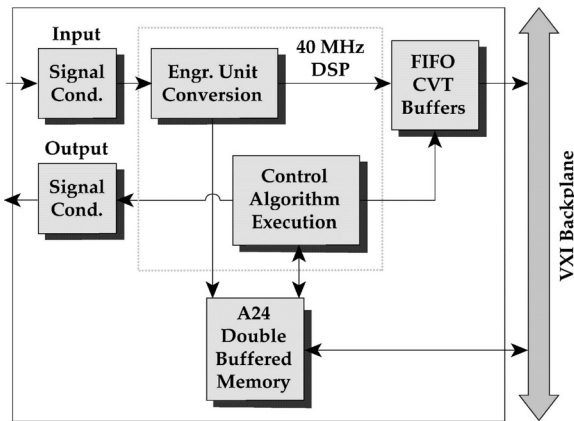 Input
Signal
Cond.
Engr. Unit
Conversion
40 MHz
DSP
FIFO
CVT
Buffers
Output
Signal
Cond.
Control
Algorithm
Execution
A24
Double
Buffered
Memory
VXI Backplane